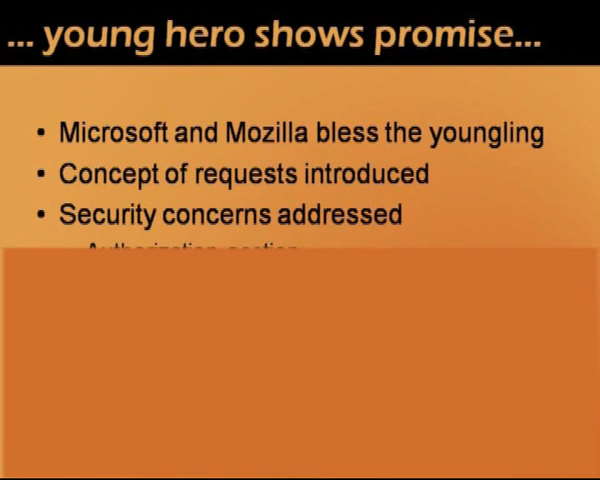 ... young hero shows promise...
• Microsoft and Mozilla bless the youngling
• Concept of requests introduced
• Security concerns addressed